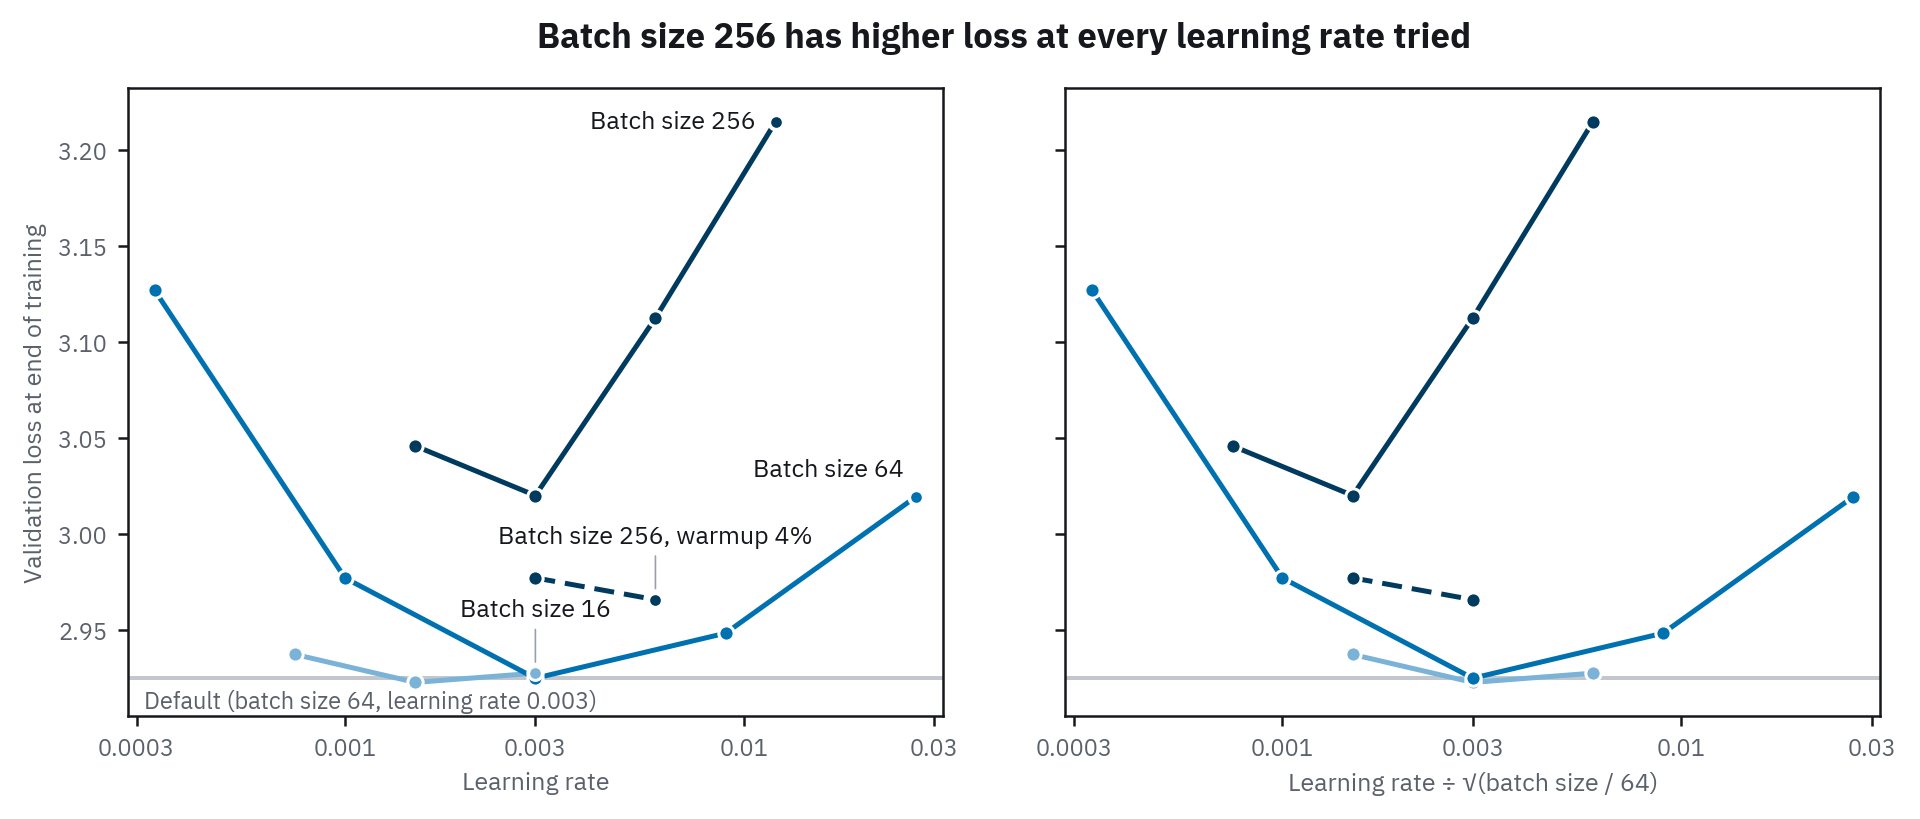 Batch size 256 has higher loss at every learning rate tried
Validation loss at end of training
3.20
3.15
3.10
3.05
3.00
2.95
Batch size 256
Batch size 64
Batch size 256, warmup 4%
Batch size 16
Default (batch size 64, learning rate 0.003)
0.0003
0.001
0.003
0.01
0.03
Learning rate
0.0003
0.001
0.003
0.01
0.03
Learning rate ÷ √(batch size / 64)